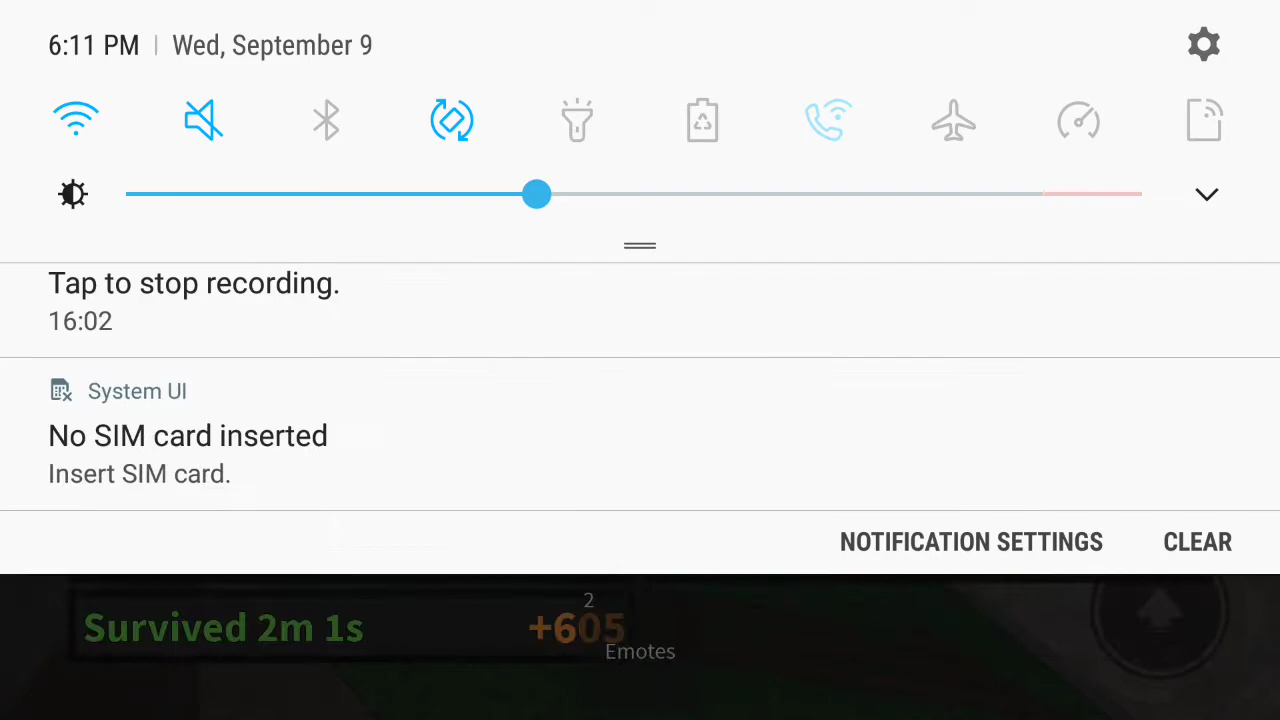 6:11 PM | Wed, September 9
Tap to stop recording.
16:02
System UI
No SIM card inserted
Insert SIM card.
NOTIFICATION SETTINGS CLEAR
2
Survived 2m 1s +605
Emotes